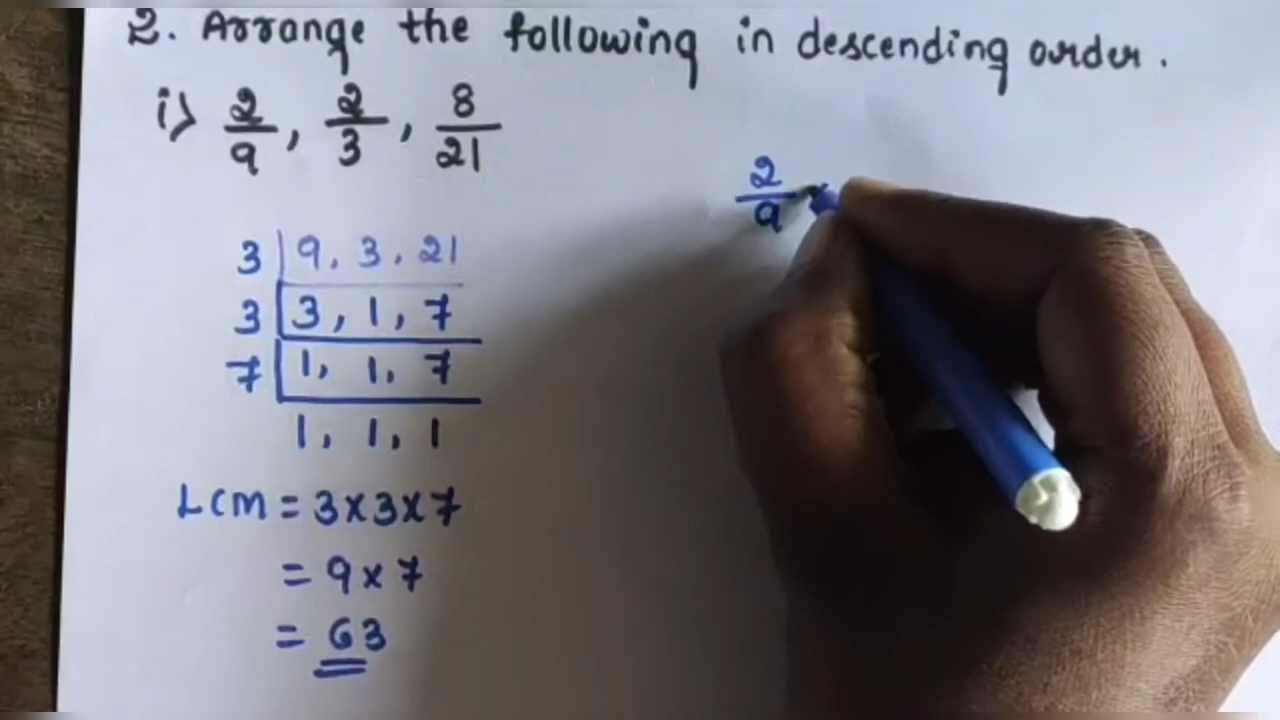 2. Arrange the following in descending order.
i) 2/9, 2/3, 8/21
2/9
3 | 9, 3, 21
3 | 3, 1, 7
7 | 1, 1, 7
1, 1, 1
LCM = 3x3x7
= 9x7
= 63